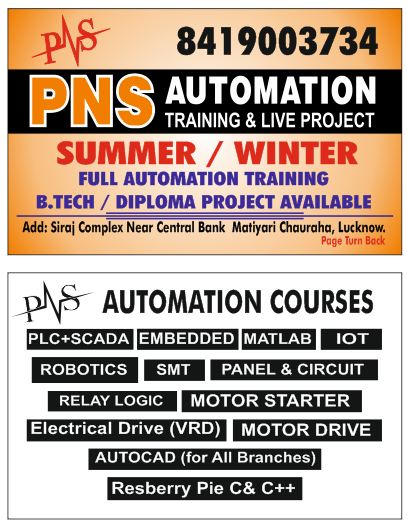 PNS
8419003734
PNS AUTOMATION
TRAINING & LIVE PROJECT
SUMMER / WINTER
FULL AUTOMATION TRAINING
B.TECH / DIPLOMA PROJECT AVAILABLE
Add: Siraj Complex Near Central Bank Matiyari Chauraha, Lucknow.
Page Turn Back
PNS AUTOMATION COURSES
PLC+SCADA EMBEDDED MATLAB IOT
ROBOTICS SMT PANEL & CIRCUIT
RELAY LOGIC MOTOR STARTER
Electrical Drive (VRD) MOTOR DRIVE
AUTOCAD (for All Branches)
Resberry Pie C& C++